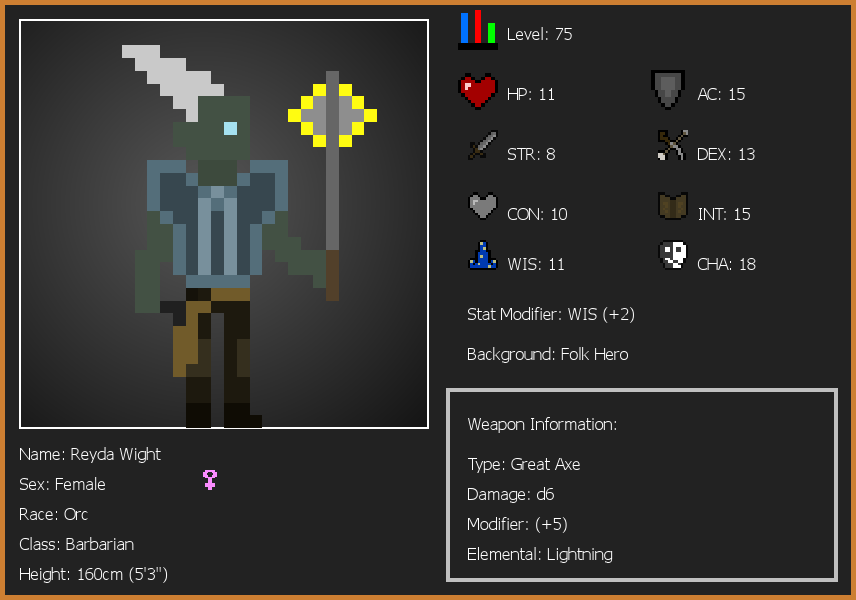 Level: 75
HP: 11
AC: 15
STR: 8
DEX: 13
CON: 10
INT: 15
WIS: 11
CHA: 18
Stat Modifier: WIS (+2)
Background: Folk Hero
Weapon Information:
Type: Great Axe
Damage: d6
Modifier: (+5)
Elemental: Lightning
Name: Reyda Wight
Sex: Female
Race: Orc
Class: Barbarian
Height: 160cm (5'3")